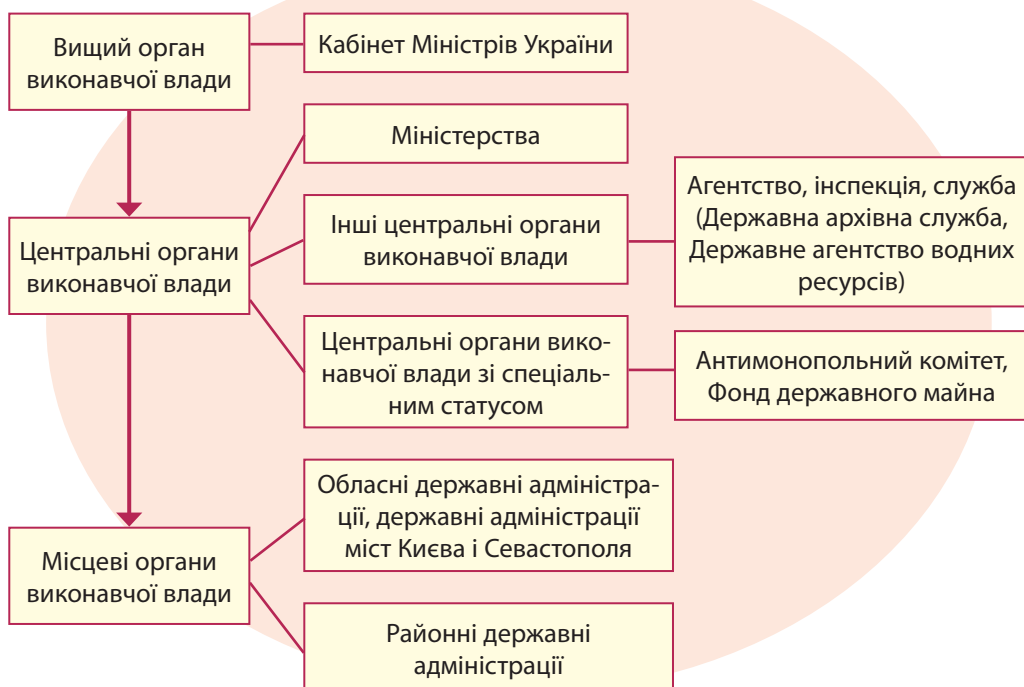 Вищий орган
виконавчої влади
Кабінет Міністрів України
Міністерства
Центральні органи
виконавчої влади
Інші центральні органи
виконавчої влади
Агентство, інспекція, служба
(Державна архівна служба,
Державне агентство водних
ресурсів)
Центральні органи вико-
навчої влади зі спеціаль-
ним статусом
Антимонопольний комітет,
Фонд державного майна
Місцеві органи
виконавчої влади
Обласні державні адміністра-
ції, державні адміністрації
міст Києва і Севастополя
Районні державні
адміністрації